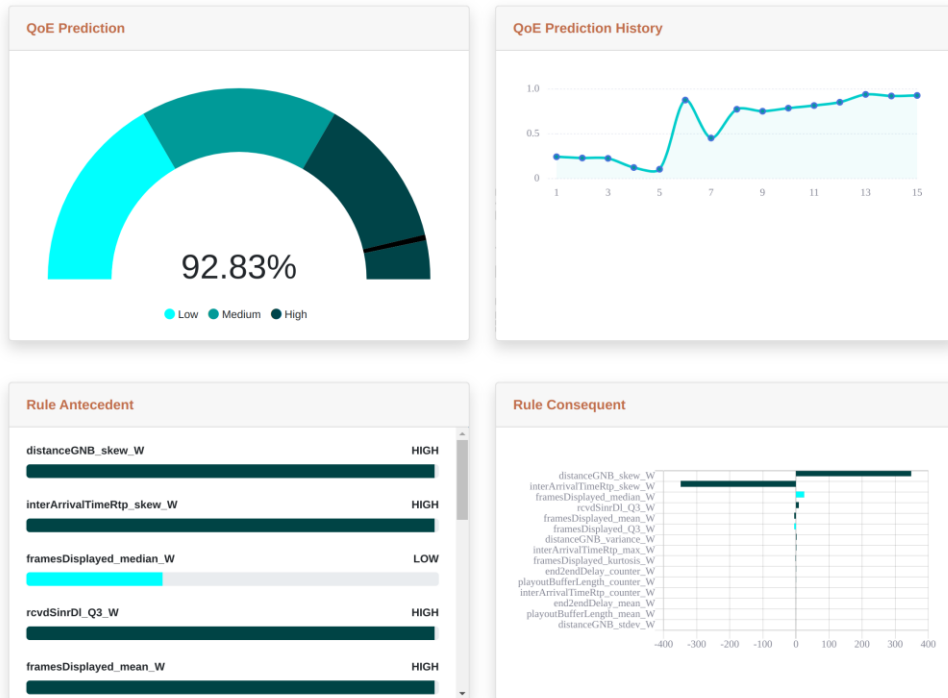 QoE Prediction
92.83%
Low Medium High
QoE Prediction History
1.0
0.5
0
1 3 5 7 9 11 13 15
Rule Antecedent
distanceGNB_skew_W HIGH
interArrivalTimeRtp_skew_W HIGH
framesDisplayed_median_W LOW
rcvdSinrDl_Q3_W HIGH
framesDisplayed_mean_W HIGH
Rule Consequent
distanceGNB_skew_W
interArrivalTimeRtp_skew_W
framesDisplayed_median_W
rcvdSinrDl_Q3_W
framesDisplayed_mean_W
framesDisplayed_Q3_W
distanceGNB_variance_W
interArrivalTimeRtp_max_W
framesDisplayed_kurtosis_W
end2endDelay_counter_W
playoutBufferLength_counter_W
interArrivalTimeRtp_counter_W
end2endDelay_mean_W
playoutBufferLength_mean_W
distanceGNB_stdev_W
-400 -300 -200 -100 0 100 200 300 400